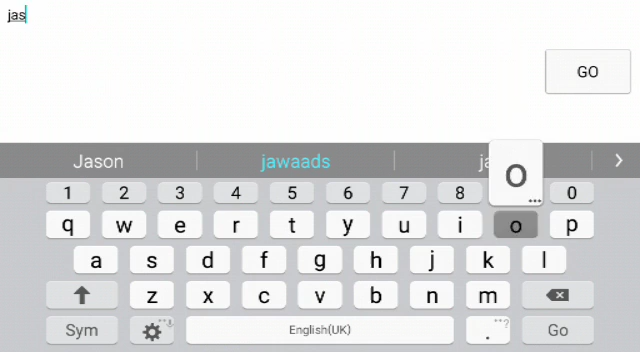 jas
GO
Jason jawaads
o
1 2 3 4 5 6 7 8 0
q w e r t y u i o p
a s d f g h j k l
z x c v b n m
Sym English(UK) . Go